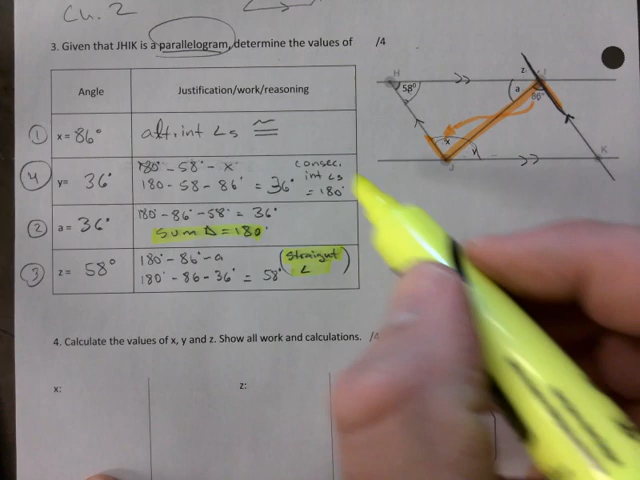 Ch. 2
3. Given that JHIK is a parallelogram, determine the values of /4
Angle Justification/work/reasoning
① x = 86° alt. int ∠s ≅
④ y= 36° 180° - 58° - x°
180 - 58 - 86° = 36°
consec.
int ∠s
= 180°
② a = 36° 180° - 86° - 58° = 36°
sum Δ = 180°
③ z = 58° 180° - 86° - a
180° - 86 - 36° = 58°
(straight
∠)
H 58° z a 86° x y K
4. Calculate the values of x, y and z. Show all work and calculations. /4
x: z: